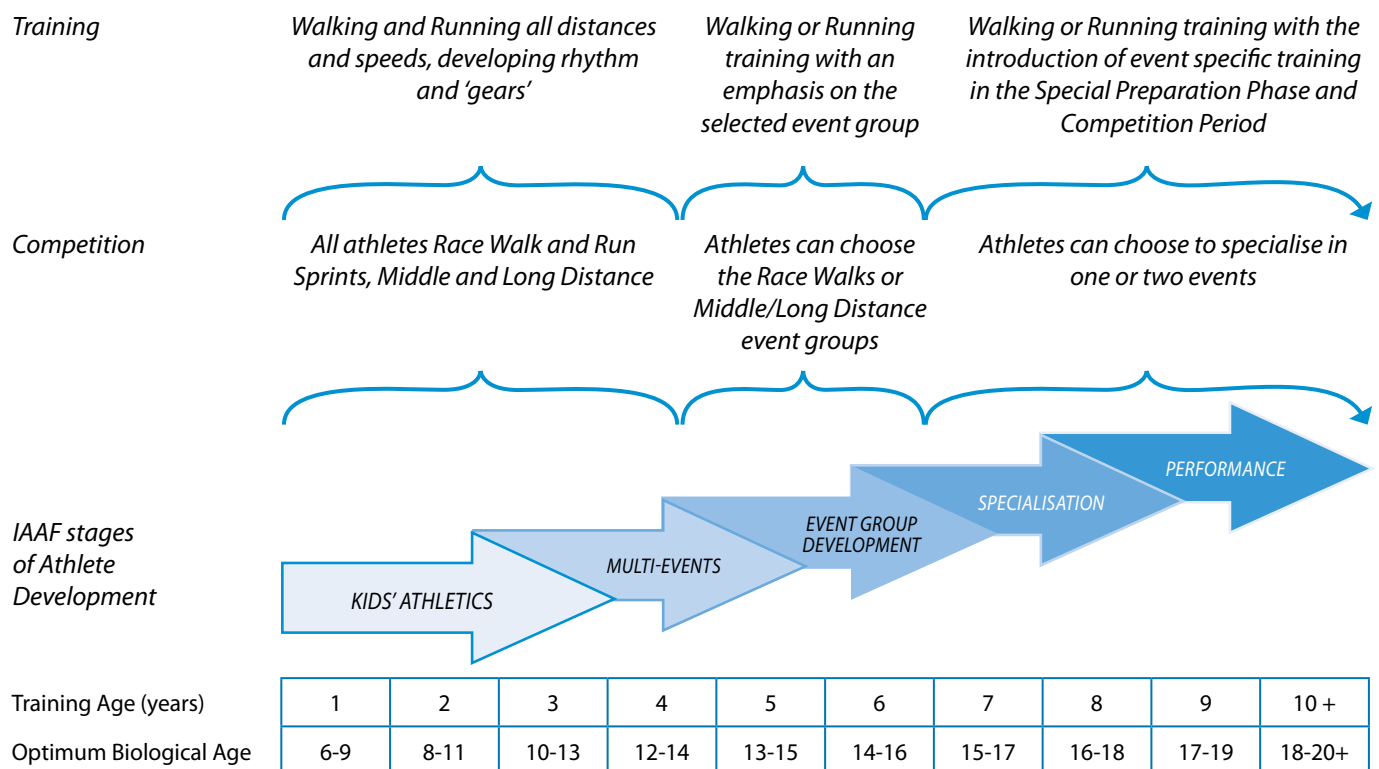 Training
Walking and Running all distances
and speeds, developing rhythm
and ‘gears’
Walking or Running
training with an
emphasis on the
selected event group
Walking or Running training with the
introduction of event specific training
in the Special Preparation Phase and
Competition Period
Competition
All athletes Race Walk and Run
Sprints, Middle and Long Distance
Athletes can choose
the Race Walks or
Middle/Long Distance
event groups
Athletes can choose to specialise in
one or two events
IAAF stages
of Athlete
Development
KIDS’ ATHLETICS
MULTI-EVENTS
EVENT GROUP
DEVELOPMENT
SPECIALISATION
PERFORMANCE
Training Age (years) 1 2 3 4 5 6 7 8 9 10 +
Optimum Biological Age 6-9 8-11 10-13 12-14 13-15 14-16 15-17 16-18 17-19 18-20+